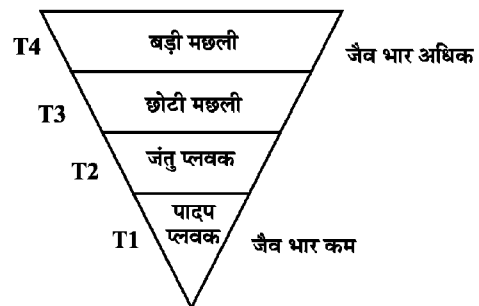 T4
बड़ी मछली
जैव भार अधिक
T3
छोटी मछली
T2
जंतु प्लवक
T1
पादप
प्लवक
जैव भार कम